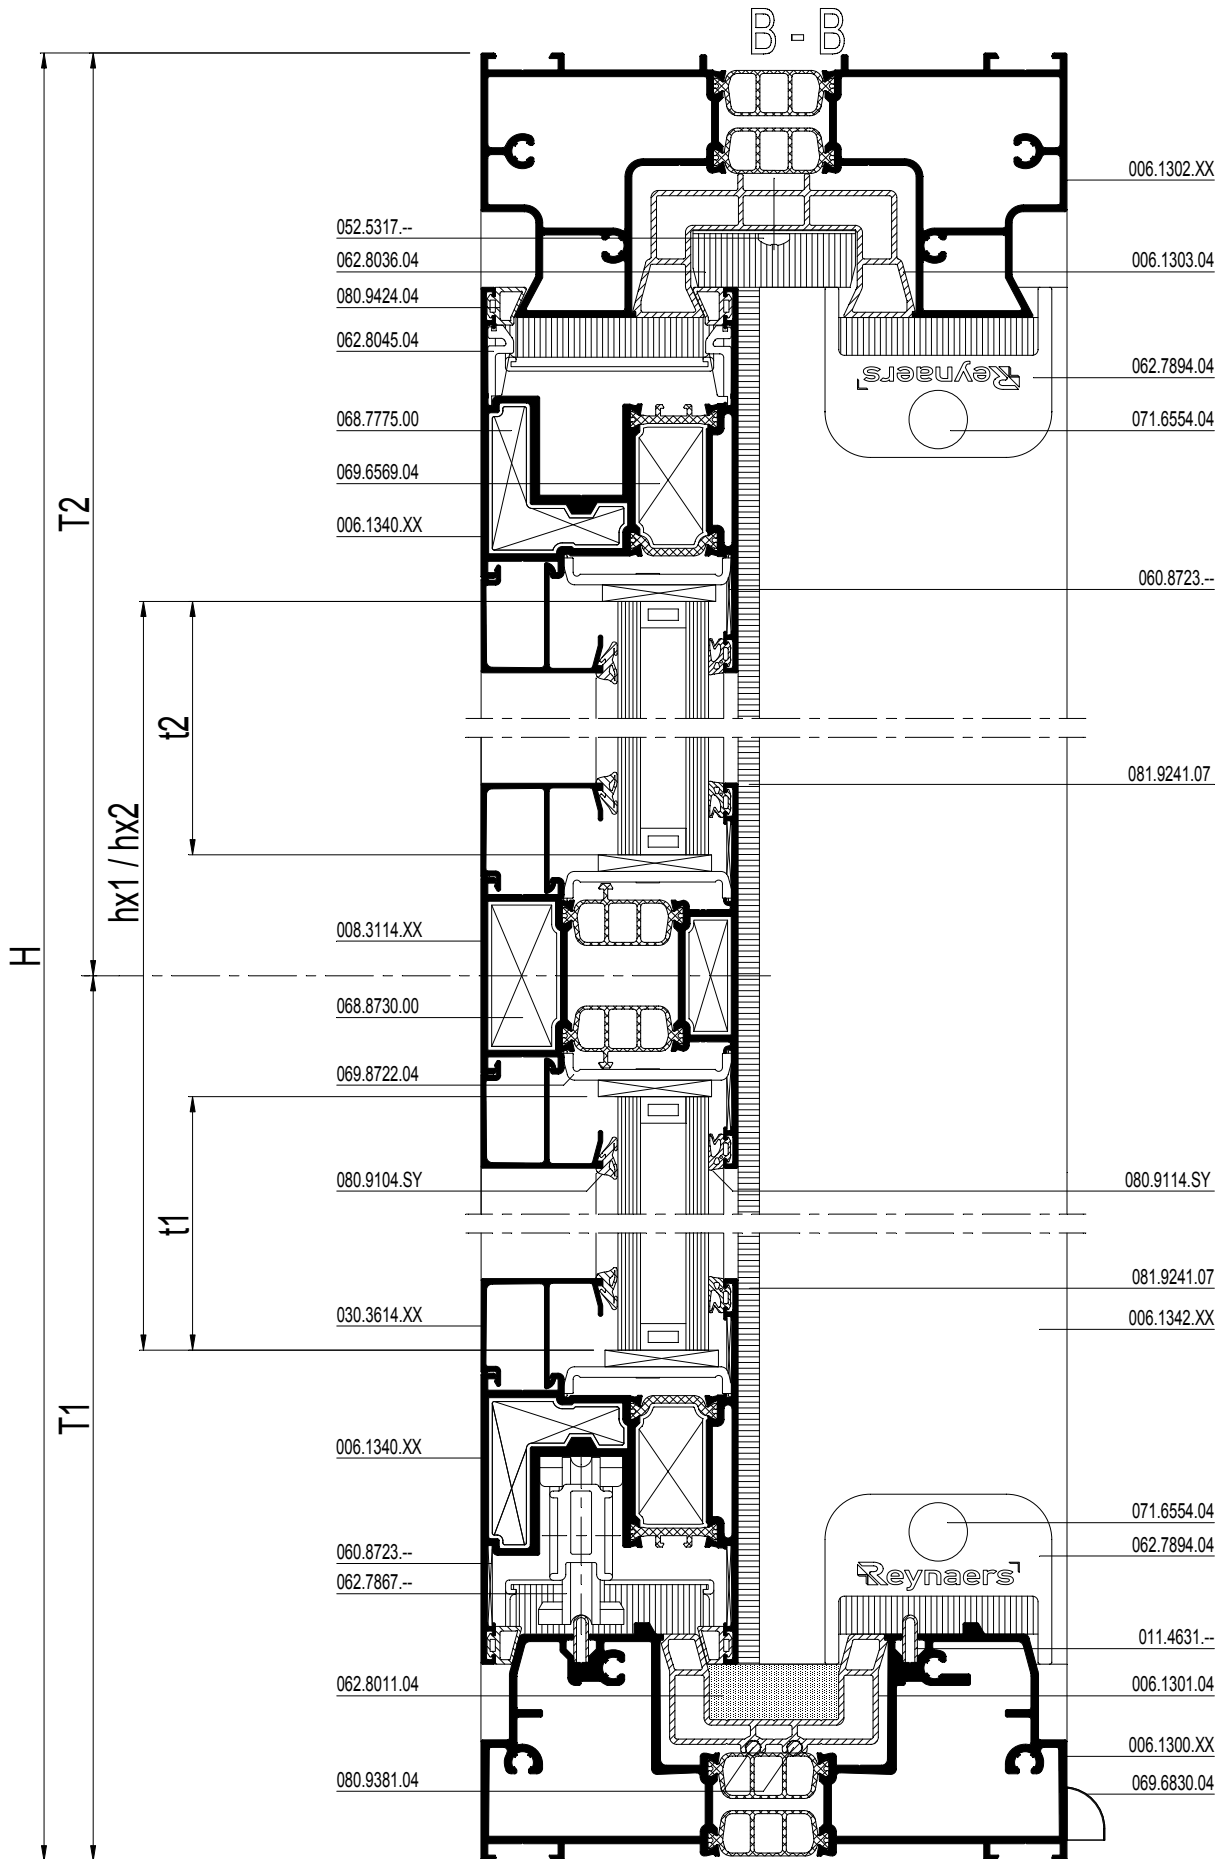 B - B
006.1302.XX
052.5317.--
062.8036.04
006.1303.04
080.9424.04
062.8045.04
062.7894.04
Reynaers
068.7775.00
071.6554.04
069.6569.04
T2
006.1340.XX
060.8723.--
t2
081.9241.07
hx1 / hx2
008.3114.XX
H
068.8730.00
069.8722.04
080.9104.SY
080.9114.SY
t1
081.9241.07
030.3614.XX
006.1342.XX
T1
006.1340.XX
071.6554.04
060.8723.--
062.7894.04
Reynaers
062.7867.--
011.4631.--
062.8011.04
006.1301.04
006.1300.XX
080.9381.04
069.6830.04